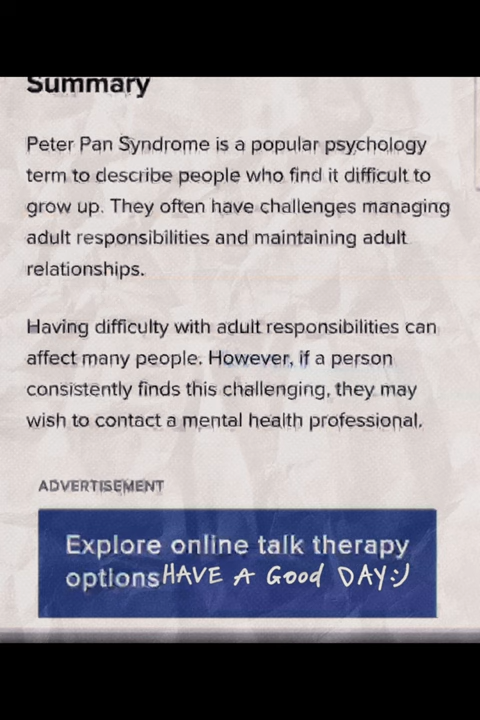 Summary
Peter Pan Syndrome is a popular psychology
term to describe people who find it difficult to
grow up. They often have challenges managing
adult responsibilities and maintaining adult
relationships.
Having difficulty with adult responsibilities can
affect many people. However, if a person
consistently finds this challenging, they may
wish to contact a mental health professional.
ADVERTISEMENT
Explore online talk therapy
options HAVE A GooD DAY:)